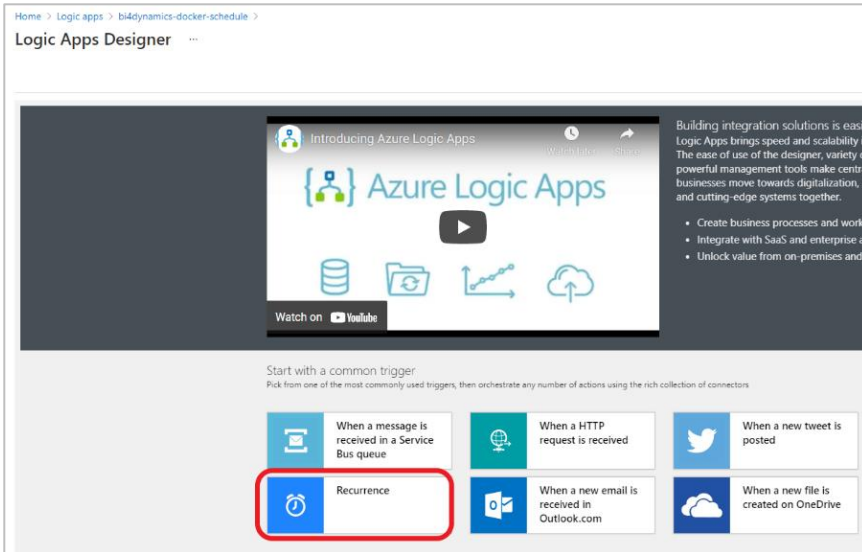 Home > Logic apps > bi4dynamics-docker-schedule >
Logic Apps Designer ...
Introducing Azure Logic Apps
Watch later
Share
Azure Logic Apps
Watch on YouTube
Building integration solutions is easi
Logic Apps brings speed and scalability
The ease of use of the designer, variety
powerful management tools make centr
businesses move towards digitalization,
and cutting-edge systems together.
• Create business processes and work
• Integrate with SaaS and enterprise a
• Unlock value from on-premises and
Start with a common trigger
Pick from one of the most commonly used triggers, then orchestrate any number of actions using the rich collection of connectors
When a message is
received in a Service
Bus queue
When a HTTP
request is received
When a new tweet is
posted
Recurrence
When a new email is
received in
Outlook.com
When a new file is
created on OneDrive